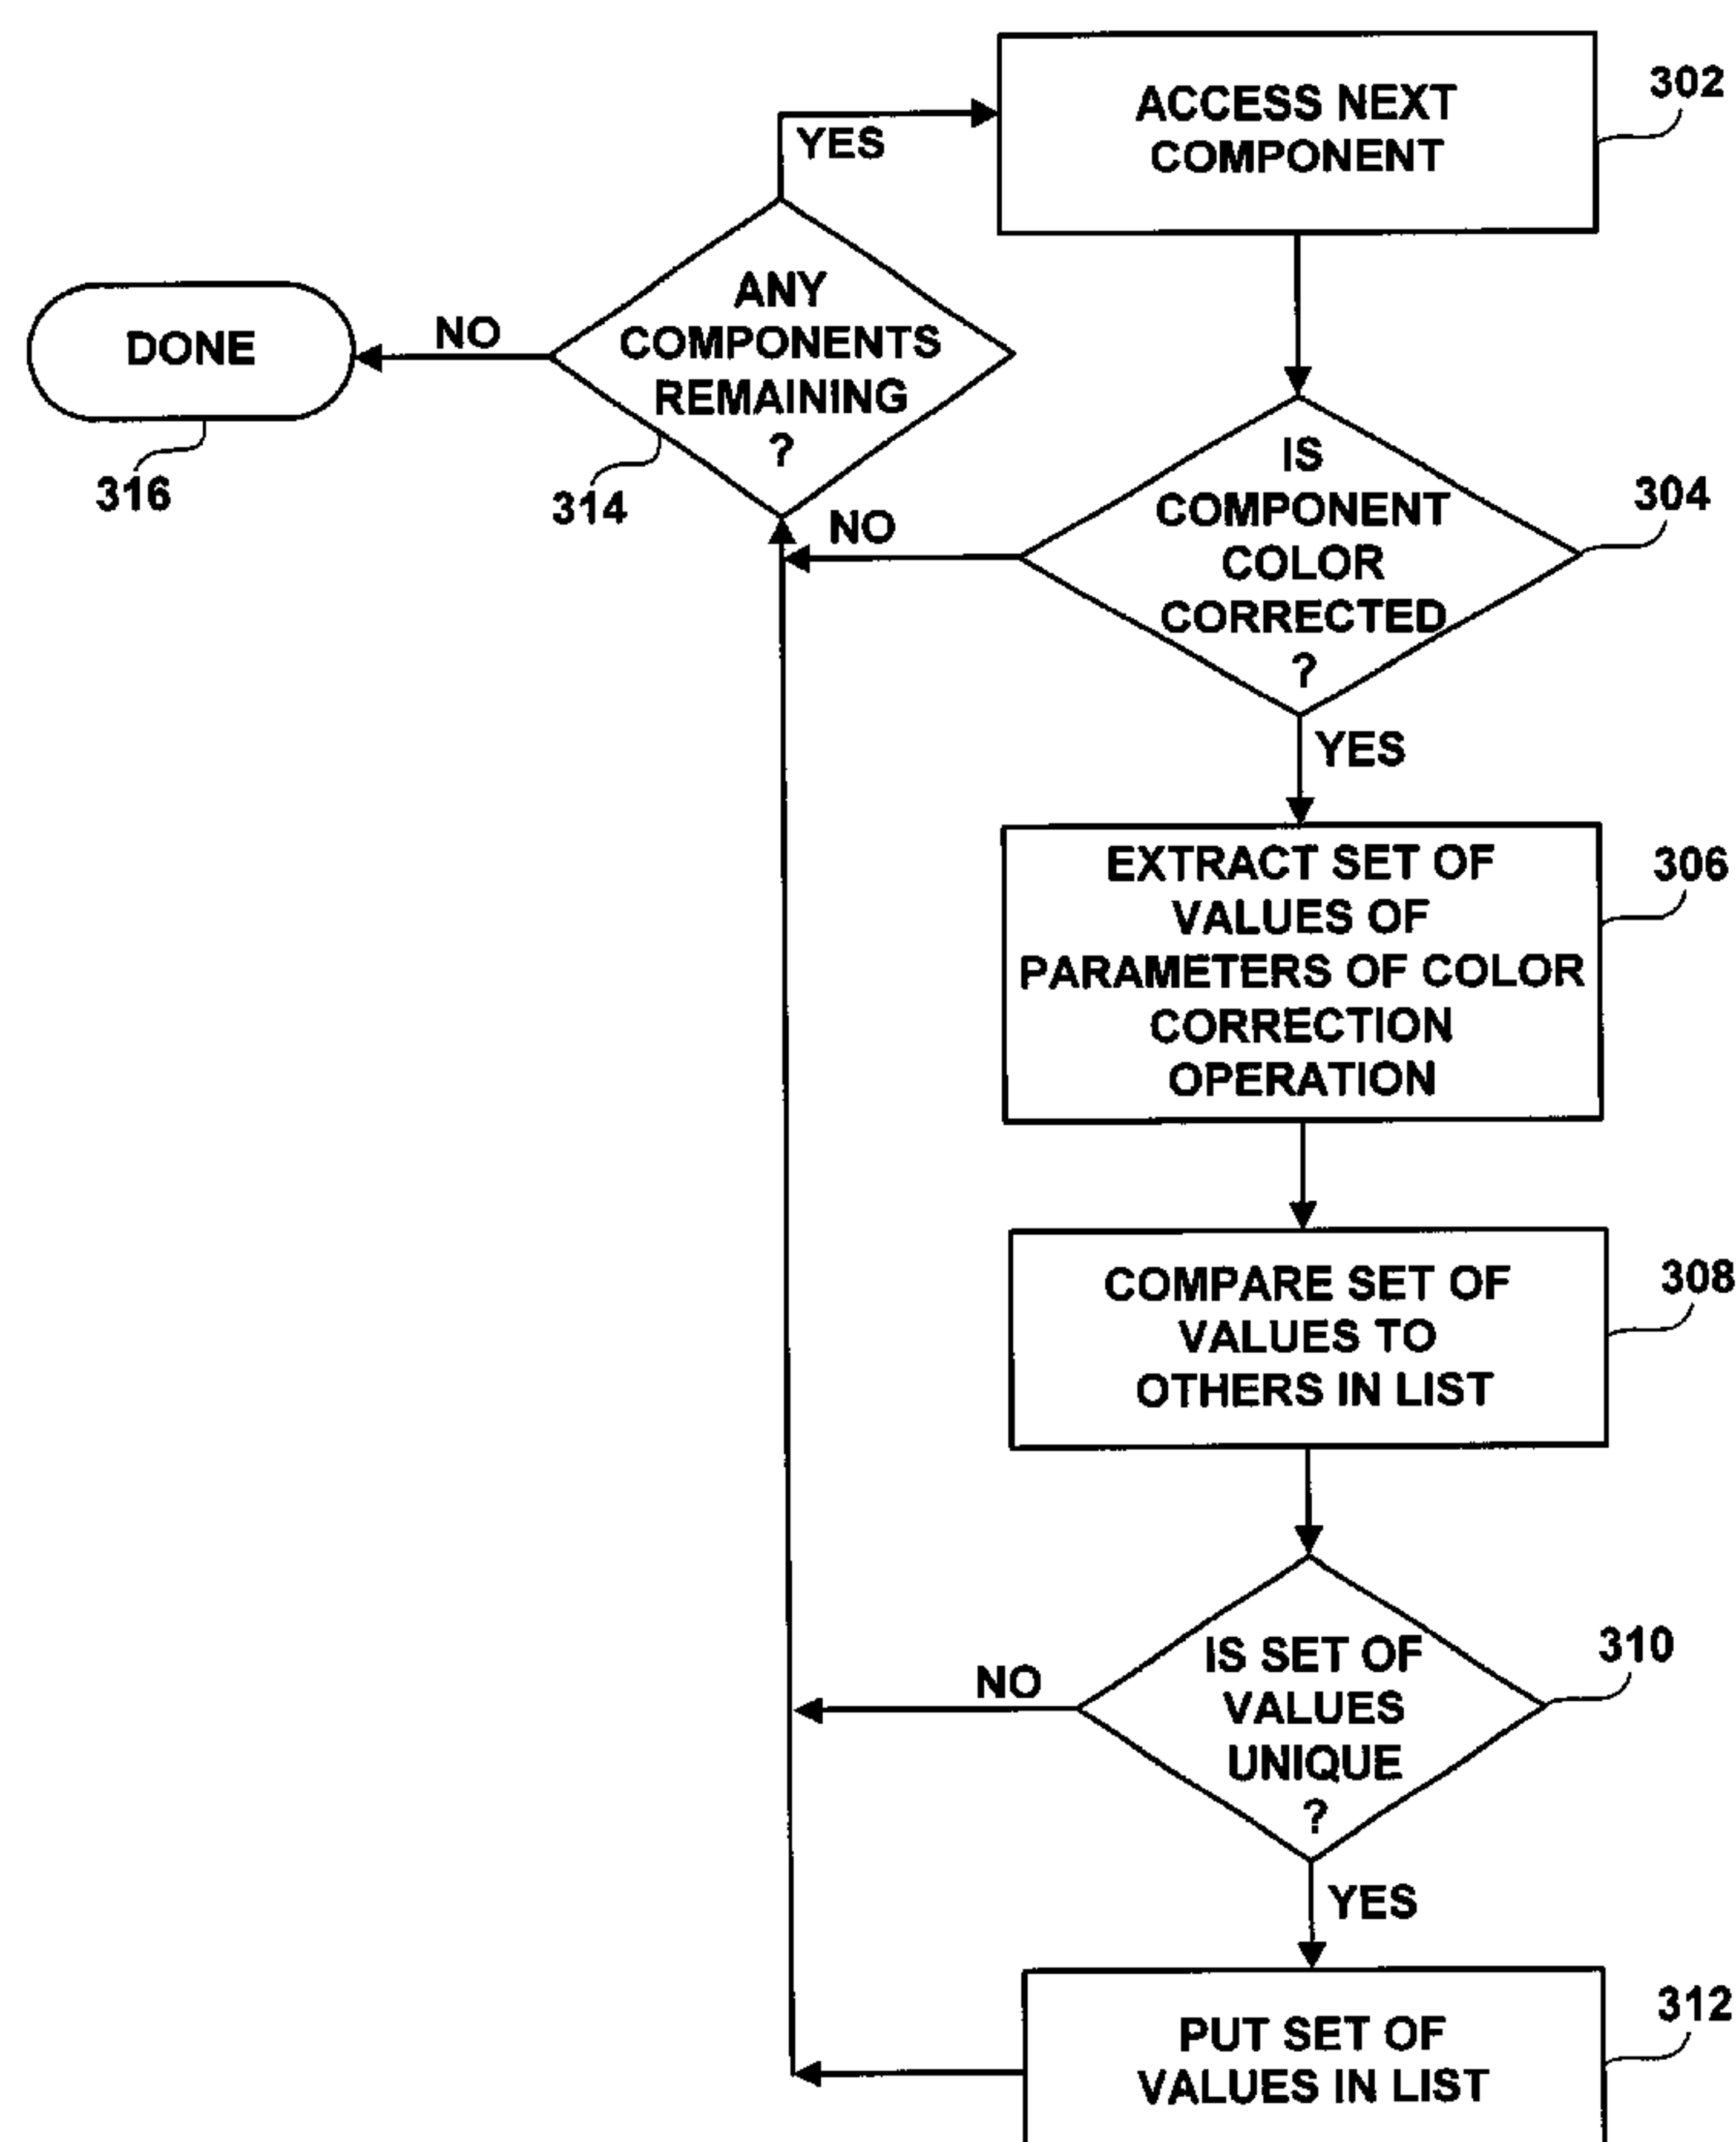 ACCESS NEXT
COMPONENT
302
YES
ANY
COMPONENTS
REMAINING
?
314
NO
DONE
316
IS
COMPONENT
COLOR
CORRECTED
?
304
NO
YES
EXTRACT SET OF
VALUES OF
PARAMETERS OF COLOR
CORRECTION
OPERATION
306
COMPARE SET OF
VALUES TO
OTHERS IN LIST
308
IS SET OF
VALUES
UNIQUE
?
310
NO
YES
PUT SET OF
VALUES IN LIST
312